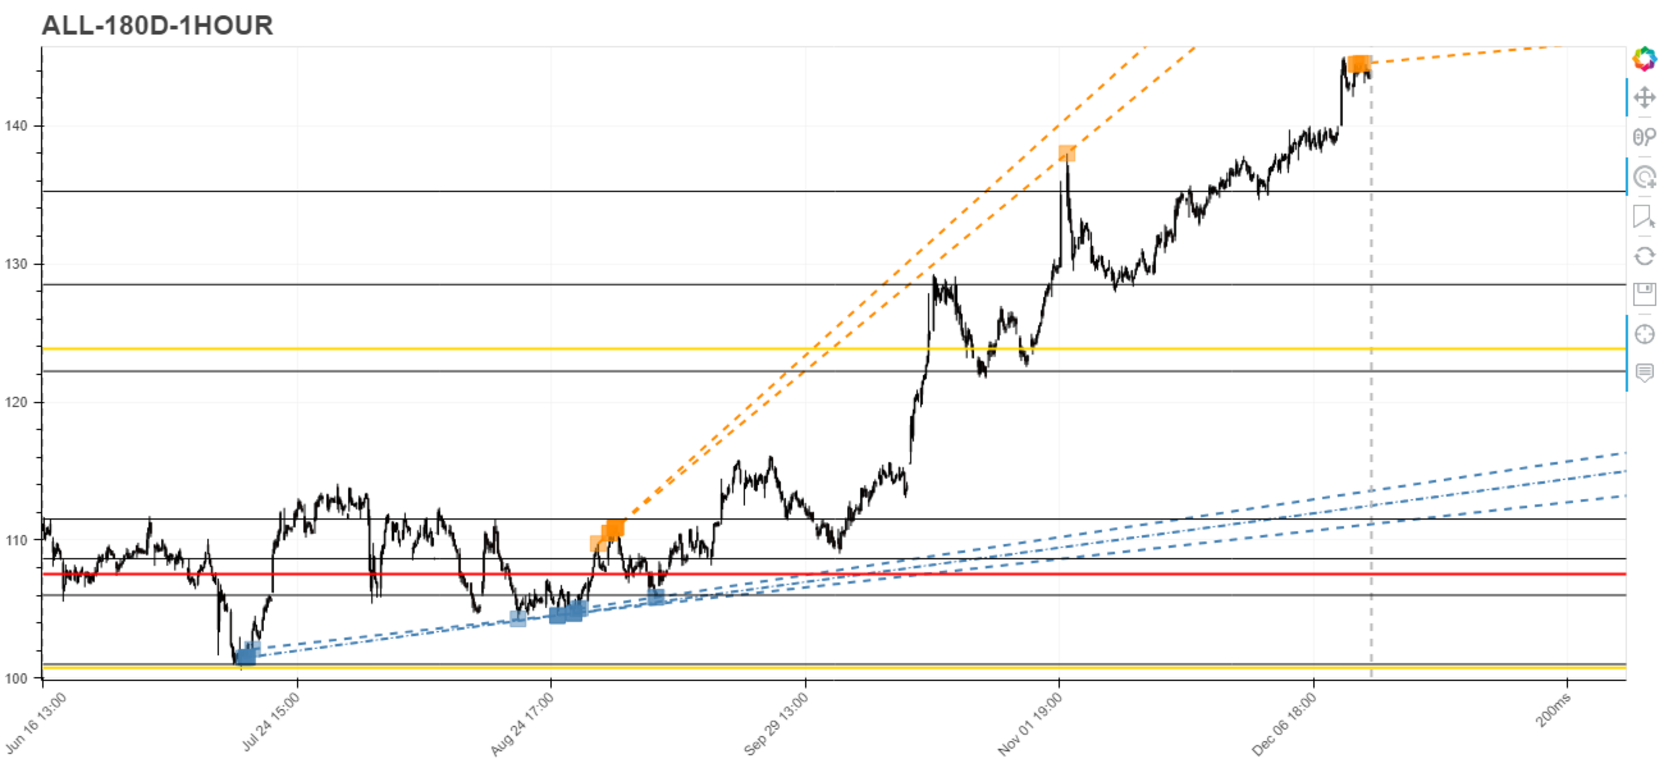 ALL-180D-1HOUR
140
130
120
110
100
Jun 16 13:00
Jul 24 15:00
Aug 24 17:00
Sep 29 13:00
Nov 01 19:00
Dec 06 18:00
200ms